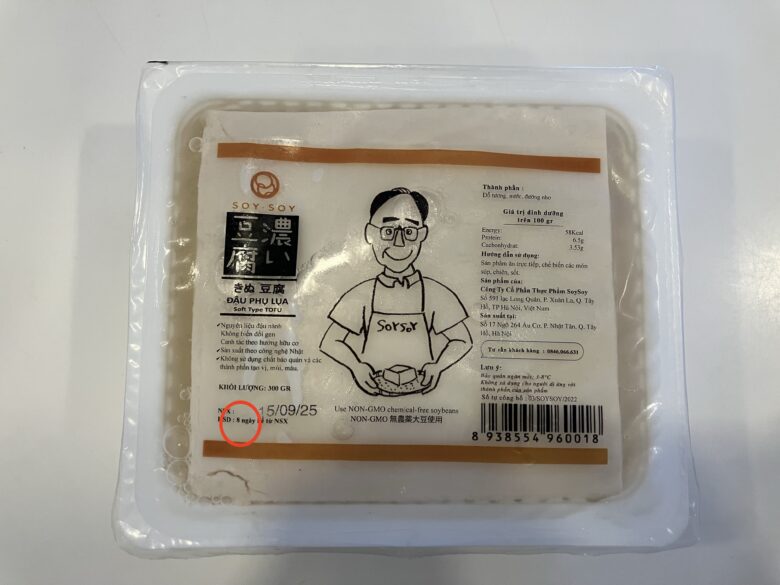 SOY·SOY
濃い
豆腐
きぬ 豆腐
ĐẬU PHỤ LỤA
Soft Type TOFU
✓Nguyên liệu đậu nành
Không biến đổi gen
Canh tác theo hướng hữu cơ
✓Sản xuất theo công nghệ Nhật
✓Không sử dụng chất bảo quản và các
thành phần tạo vị, mùi, màu.
KHỐI LƯỢNG: 300 GR
NSX : 15/09/25
HSD : 8 ngày kể từ NSX
SOYSOY
Use NON-GMO chemical-free soybeans
NON-GMO 無農薬大豆使用
Thành phần :
Đỗ tương, nước, đường nho
Giá trị dinh dưỡng
trên 100 gr
Energy: 58Kcal
Protein: 6.5g
Cacbonhydrat: 3.53g
Hướng dẫn sử dụng:
Sản phẩm ăn trực tiếp, chế biến các món
súp, chiên, sốt.
Sản phẩm của:
Công Ty Cổ Phần Thực Phẩm SoySoy
Số 591 lạc Long Quân, P. Xuân La, Q. Tây
Hồ, TP Hà Nội, Việt Nam
Sản xuất tại:
Số 17 Ngõ 264 Âu Cơ, P. Nhật Tân, Q. Tây
Hồ, Hà Nội.
Tư vấn khách hàng : 0846.066.631
Lưu ý:
Bảo quản ngăn mát: 3-8°C
Không sử dụng cho người dị ứng với
thành phần của sản phẩm
Số tự công bố : 03/SOYSOY/2022
8 938554 960018